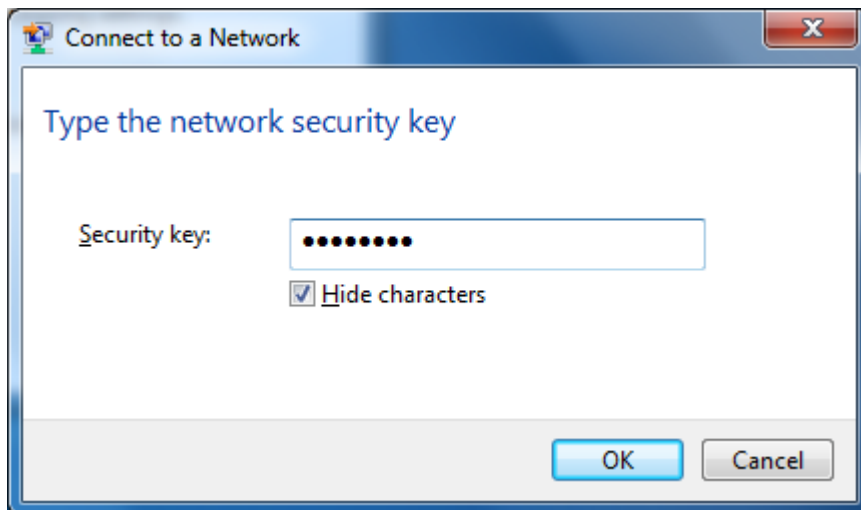 Connect to a Network
Type the network security key
Security key: ••••••••
Hide characters
OK Cancel